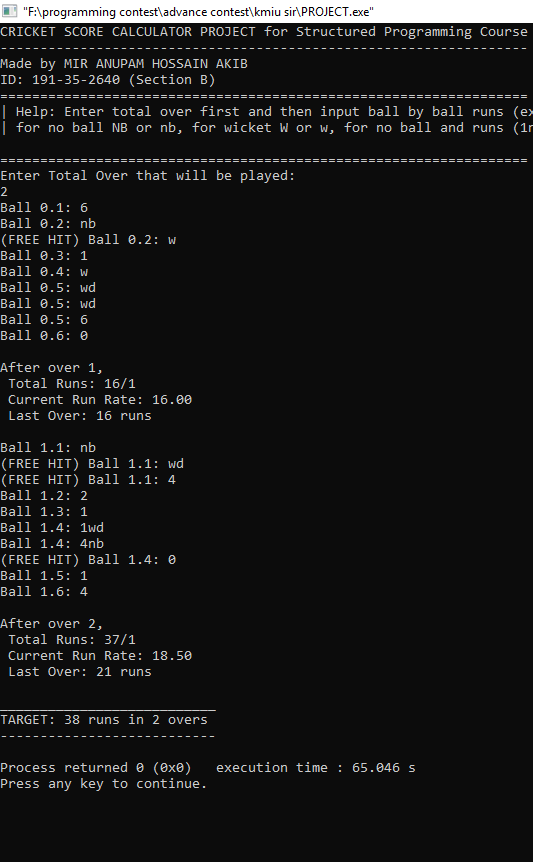 "F:\programming contest\advance contest\kmiu sir\PROJECT.exe"
CRICKET SCORE CALCULATOR PROJECT for Structured Programming Course
------------------------------------------------------------------
Made by MIR ANUPAM HOSSAIN AKIB
ID: 191-35-2640 (Section B)
==================================================================
| Help: Enter total over first and then input ball by ball runs (ex
| for no ball NB or nb, for wicket W or w, for no ball and runs (1n
==================================================================
Enter Total Over that will be played:
2
Ball 0.1: 6
Ball 0.2: nb
(FREE HIT) Ball 0.2: w
Ball 0.3: 1
Ball 0.4: w
Ball 0.5: wd
Ball 0.5: wd
Ball 0.5: 6
Ball 0.6: 0
After over 1,
Total Runs: 16/1
Current Run Rate: 16.00
Last Over: 16 runs
Ball 1.1: nb
(FREE HIT) Ball 1.1: wd
(FREE HIT) Ball 1.1: 4
Ball 1.2: 2
Ball 1.3: 1
Ball 1.4: 1wd
Ball 1.4: 4nb
(FREE HIT) Ball 1.4: 0
Ball 1.5: 1
Ball 1.6: 4
After over 2,
Total Runs: 37/1
Current Run Rate: 18.50
Last Over: 21 runs
___________________________
TARGET: 38 runs in 2 overs
---------------------------
Process returned 0 (0x0)   execution time : 65.046 s
Press any key to continue.